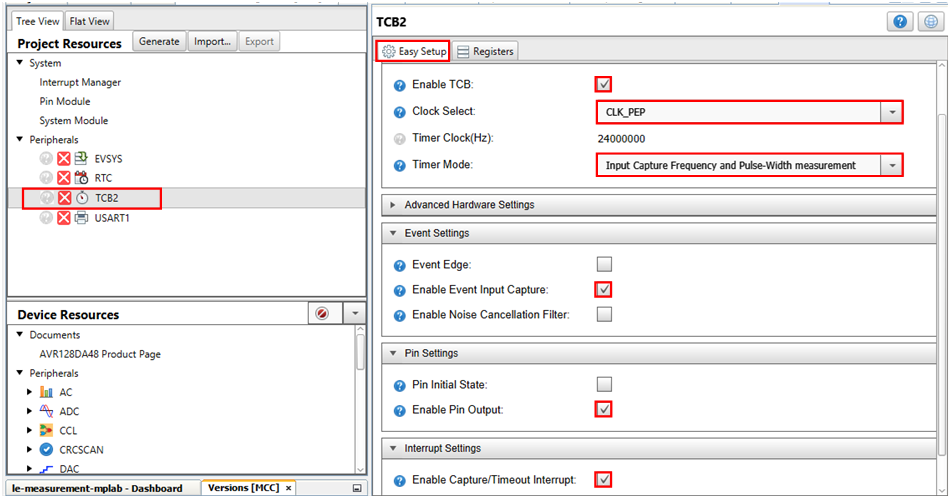 Tree View
Flat View
Project Resources
Generate
Import...
Export
System
Interrupt Manager
Pin Module
System Module
Peripherals
EVSYS
RTC
TCB2
USART1
Device Resources
Documents
AVR128DA48 Product Page
Peripherals
AC
ADC
CCL
CRCSCAN
DAC
le-measurement-mplab - Dashboard
Versions [MCC] ×
TCB2
Easy Setup
Registers
Enable TCB:
Clock Select:
CLK_PEP
Timer Clock(Hz):
24000000
Timer Mode:
Input Capture Frequency and Pulse-Width measurement
Advanced Hardware Settings
Event Settings
Event Edge:
Enable Event Input Capture:
Enable Noise Cancellation Filter:
Pin Settings
Pin Initial State:
Enable Pin Output:
Interrupt Settings
Enable Capture/Timeout Interrupt: